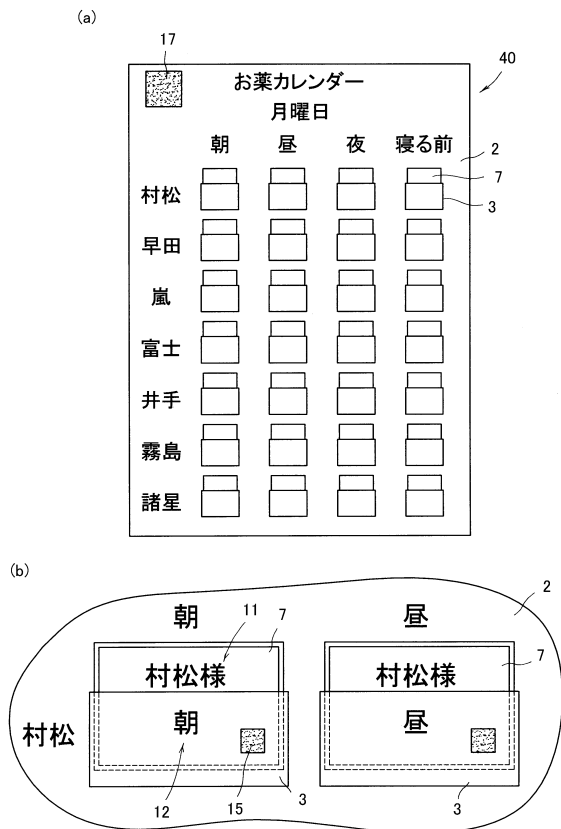 (a)
17
40
お薬カレンダー
月曜日
朝 昼 夜 寝る前
2
7
村松
3
早田
嵐
富士
井手
霧島
諸星
(b)
2
朝 11 7 昼
7
村松様 村松様
村松 朝 昼
12 15 3 3